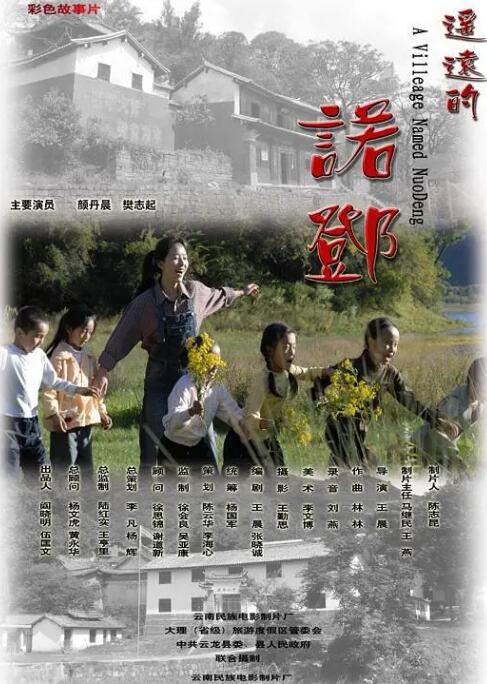 彩色故事片
遥遠的
A Villeage Named NuoDeng
諾鄧
主要演员 颜丹晨 樊志起
制片人 陈志昆
制片主任 马继民 王燕
导演 王晨
作曲 林林
录音 刘燕
美术 李文博
摄影 王勤思
编剧 王晨 张晓诚
统筹 杨国军
策划 陈云华 李海心
监制 徐会良 吴亚康
顾问 徐继锦 谢道新
总策划 李凡 杨辉
总监制 陆红实 王亨里
总顾问 杨文虎 黄永华
出品人 阎晓明 伍匡文
云南民族电影制片厂
大理（省级）旅游度假区管委会
中共云龙县委、县人民政府
联合摄制
云南民族电影制片厂